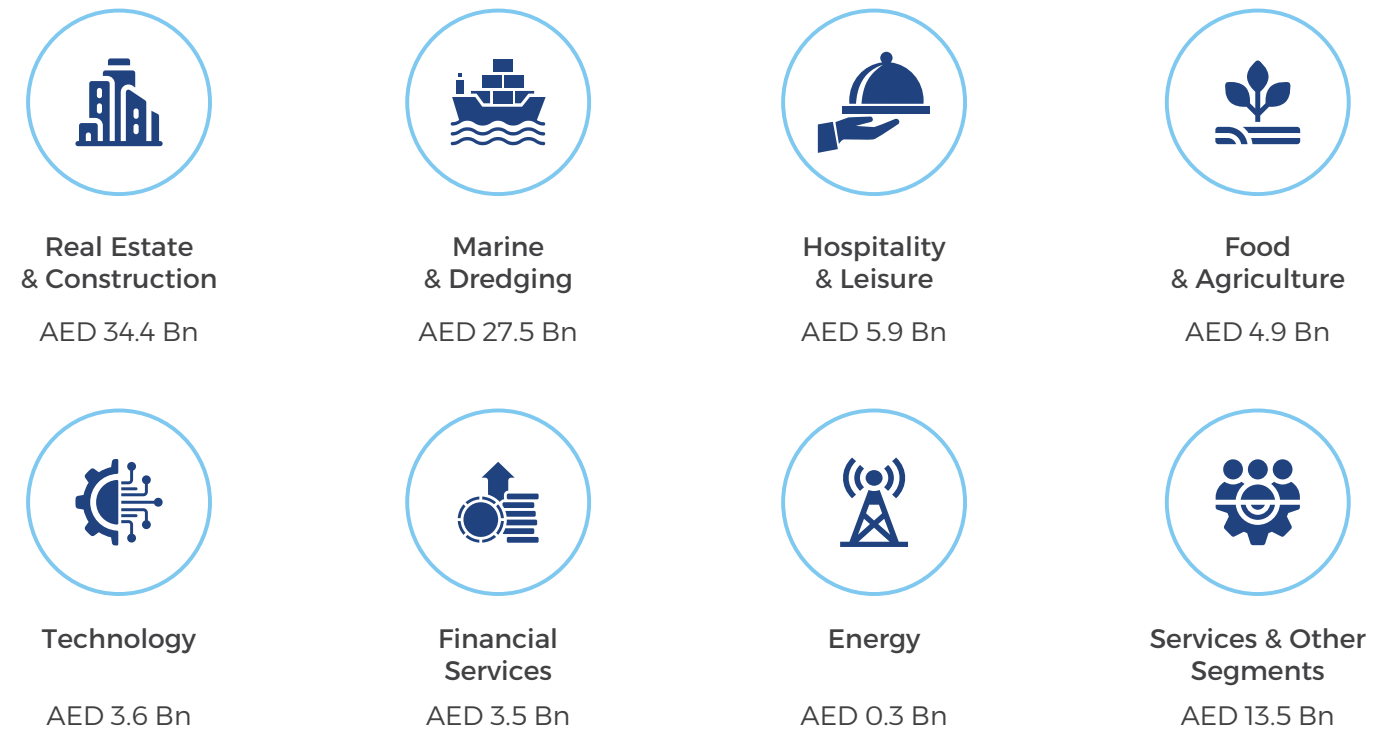 Real Estate
& Construction
AED 34.4 Bn
Marine
& Dredging
AED 27.5 Bn
Hospitality
& Leisure
AED 5.9 Bn
Food
& Agriculture
AED 4.9 Bn
Technology
AED 3.6 Bn
Financial
Services
AED 3.5 Bn
Energy
AED 0.3 Bn
Services & Other
Segments
AED 13.5 Bn